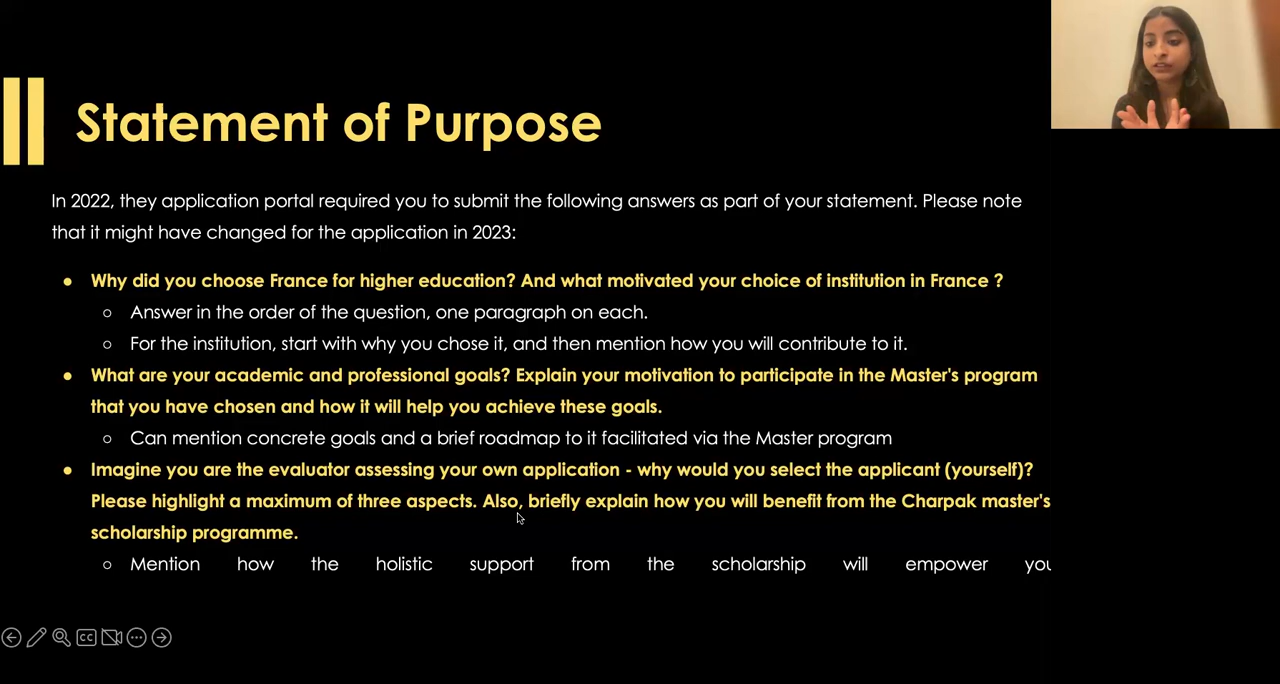 Statement of Purpose
In 2022, they application portal required you to submit the following answers as part of your statement. Please note
that it might have changed for the application in 2023:
● Why did you choose France for higher education? And what motivated your choice of institution in France ?
○ Answer in the order of the question, one paragraph on each.
○ For the institution, start with why you chose it, and then mention how you will contribute to it.
● What are your academic and professional goals? Explain your motivation to participate in the Master's program
that you have chosen and how it will help you achieve these goals.
○ Can mention concrete goals and a brief roadmap to it facilitated via the Master program
● Imagine you are the evaluator assessing your own application - why would you select the applicant (yourself)?
Please highlight a maximum of three aspects. Also, briefly explain how you will benefit from the Charpak master's
scholarship programme.
○ Mention how the holistic support from the scholarship will empower you
CC